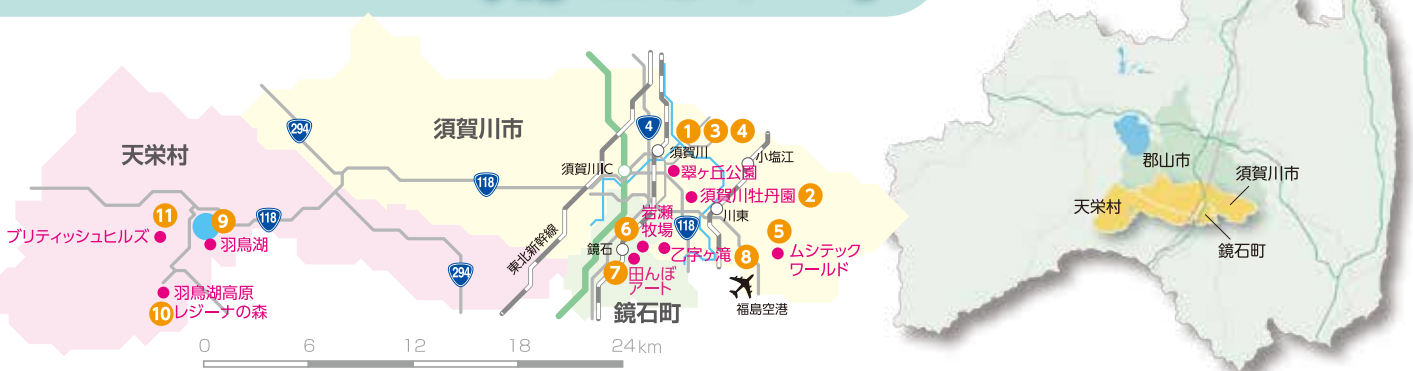 天栄村
須賀川市
294
4
1 3 4
須賀川
小塩江
須賀川IC
翠ヶ丘公園
118
須賀川牡丹園 2
川東
11
9
118
ブリティッシュヒルズ
羽鳥湖
6
岩瀬
牧場
118
5
鏡石
乙字ヶ滝 8
ムシテック
ワールド
東北新幹線
294
7
田んぼ
アート
羽鳥湖高原
10 レジーナの森
鏡石町
福島空港
0 6 12 18 24 km
郡山市
須賀川市
天栄村
鏡石町